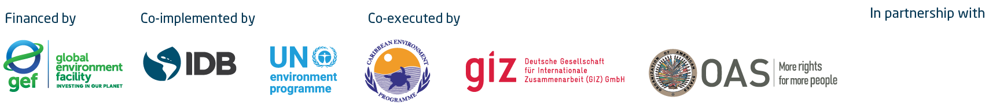 Financed by
Co-implemented by
Co-executed by
In partnership with
gef
global
environment
facility
INVESTING IN OUR PLANET
IDB
UN
environment
programme
CARIBBEAN ENVIRONMENT
PROGRAMME
giz
Deutsche Gesellschaft
für Internationale
Zusammenarbeit (GIZ) GmbH
ORGANIZATION OF AMERICAN STATES
OAS
More rights
for more people